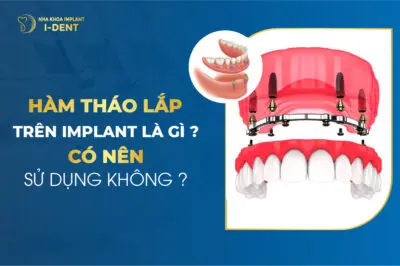 NHA KHOA IMPLANT
I-DENT
HÀM THÁO LẮP
TRÊN IMPLANT LÀ GÌ ?
CÓ NÊN
SỬ DỤNG KHÔNG ?